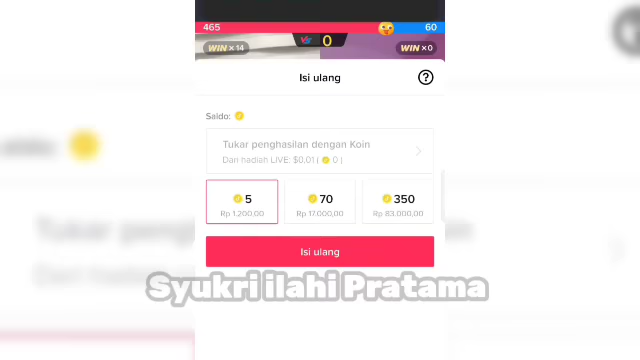 465
60
WIN ×14
VS 0
WIN ×0
Isi ulang
?
Saldo:
Tukar penghasilan dengan Koin
Dari hadiah LIVE: $0,01 ( 0 )
5
70
350
Rp 1.200,00
Rp 17.000,00
Rp 83.000,00
Isi ulang
Syukri ilahi Pratama